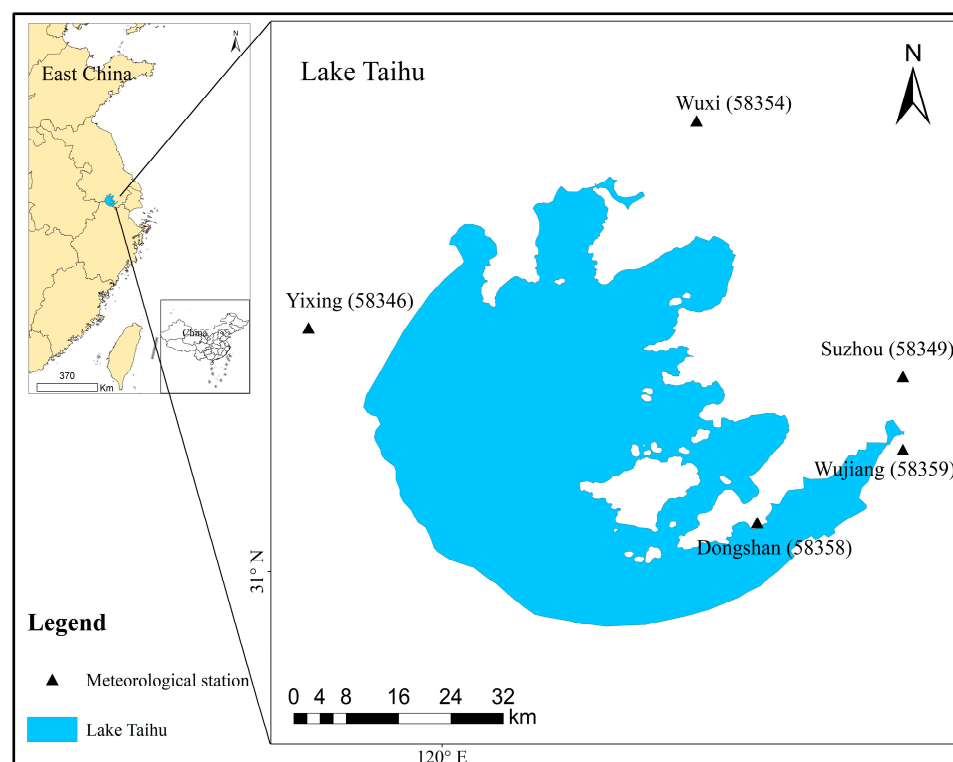 N
East China
Lake Taihu
N
Wuxi (58354)
Yixing (58346)
China
Suzhou (58349)
370
Km
Wujiang (58359)
Dongshan (58358)
31° N
Legend
Meteorological station
0 4 8 16 24 32
km
Lake Taihu
120° E